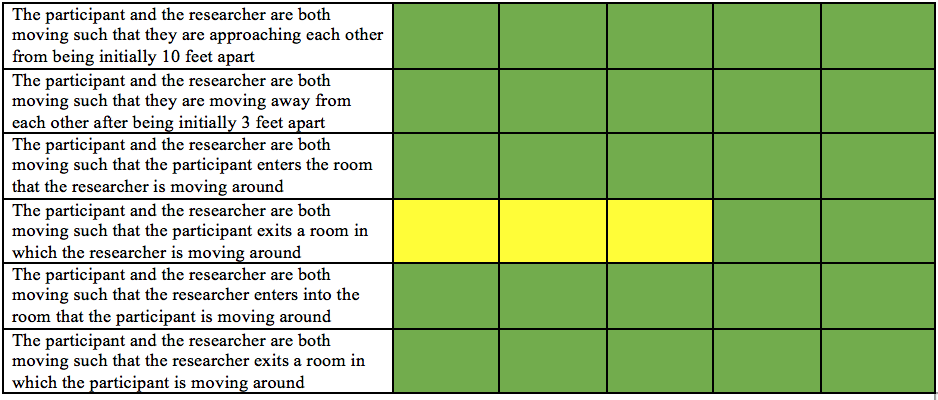 The participant and the researcher are both
moving such that they are approaching each other
from being initially 10 feet apart
The participant and the researcher are both
moving such that they are moving away from
each other after being initially 3 feet apart
The participant and the researcher are both
moving such that the participant enters the room
that the researcher is moving around
The participant and the researcher are both
moving such that the participant exits a room in
which the researcher is moving around
The participant and the researcher are both
moving such that the researcher enters into the
room that the participant is moving around
The participant and the researcher are both
moving such that the researcher exits a room in
which the participant is moving around